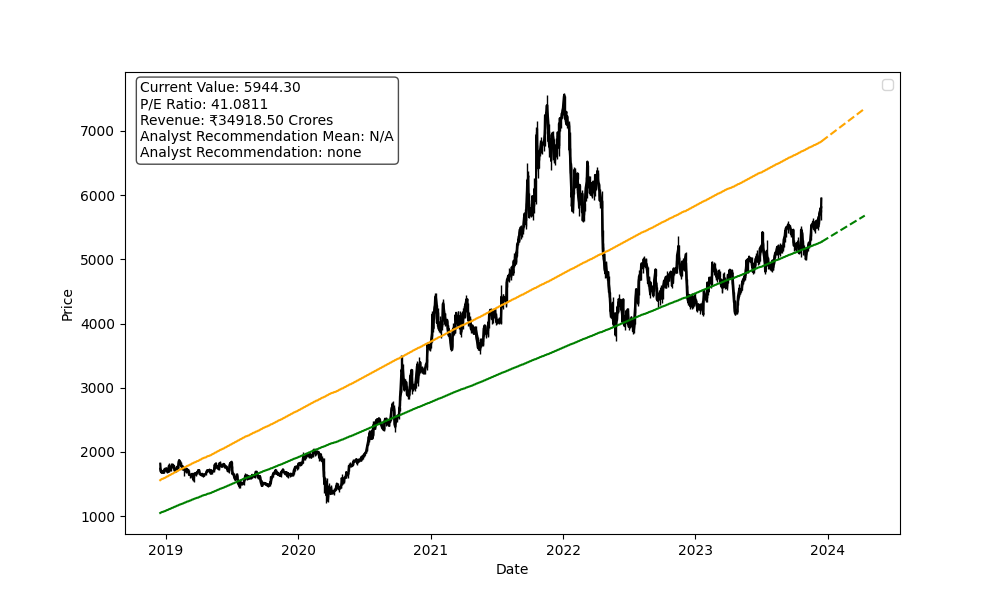 Current Value: 5944.30
P/E Ratio: 41.0811
Revenue: ₹34918.50 Crores
Analyst Recommendation Mean: N/A
Analyst Recommendation: none
7000
6000
5000
4000
3000
2000
1000
Price
2019 2020 2021 2022 2023 2024
Date